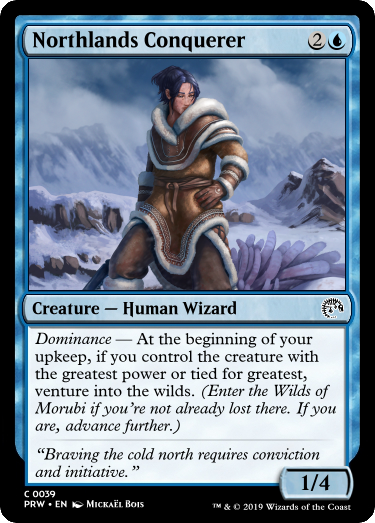 Northlands Conquerer 2
Creature — Human Wizard
Dominance — At the beginning of your
upkeep, if you control the creature with
the greatest power or tied for greatest,
venture into the wilds. (Enter the Wilds of
Morubi if you're not already lost there. If you
are, advance further.)
“Braving the cold north requires conviction
and initiative.”
1/4
C 0039
PRW • EN Mickaël Bois
™ & © 2019 Wizards of the Coast